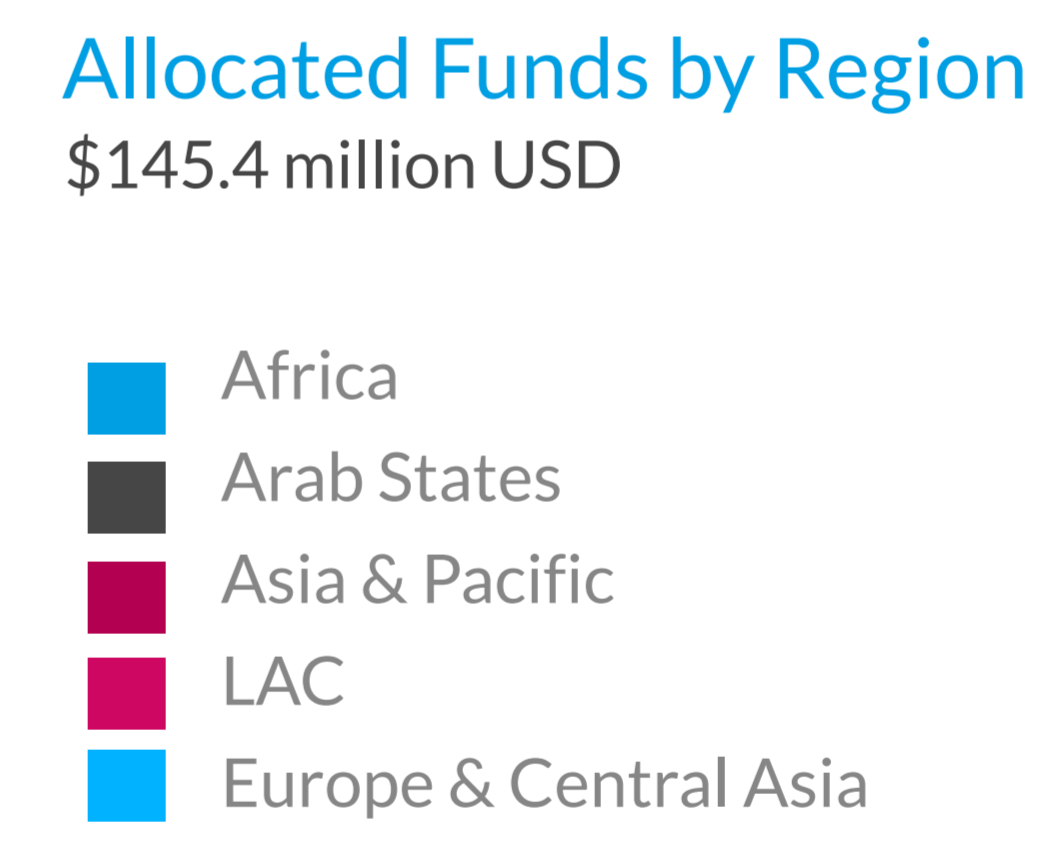 Allocated Funds by Region
$145.4 million USD
Africa
Arab States
Asia & Pacific
LAC
Europe & Central Asia